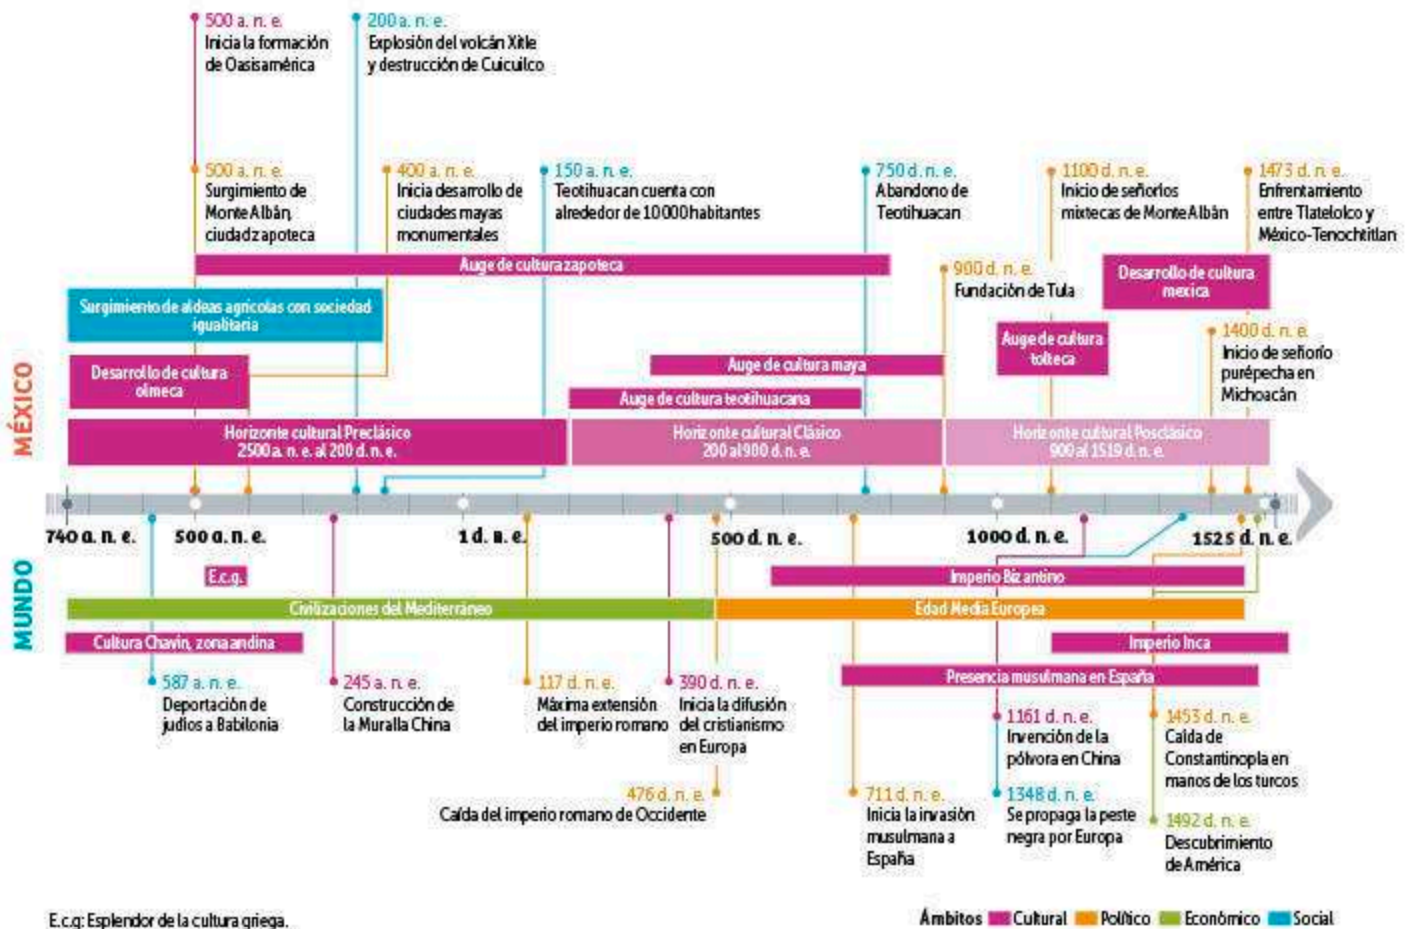 500 a. n. e.
Inicia la formación
de Oasisamérica
200 a. n. e.
Explosión del volcán Xitle
y destrucción de Cuicuilco
500 a. n. e.
Surgimiento de
Monte Albán,
ciudad zapoteca
400 a. n. e.
Inicia desarrollo de
ciudades mayas
monumentales
150 a. n. e.
Teotihuacan cuenta con
alrededor de 10 000 habitantes
750 d. n. e.
Abandono de
Teotihuacan
1100 d. n. e.
Inicio de señoríos
mixtecas de Monte Albán
1473 d. n. e.
Enfrentamiento
entre Tlatelolco y
México-Tenochtitlan
Auge de cultura zapoteca
900 d. n. e.
Fundación de Tula
Desarrollo de cultura
mexica
Surgimiento de aldeas agrícolas con sociedad
igualitaria
Auge de cultura
tolteca
1400 d. n. e.
Inicio de señorío
purépecha en
Michoacán
Desarrollo de cultura
olmeca
Auge de cultura maya
Auge de cultura teotihuacana
MÉXICO
Horizonte cultural Preclásico
2500 a. n. e. al 200 d. n. e.
Horizonte cultural Clásico
200 al 900 d. n. e.
Horizonte cultural Posclásico
900 al 1519 d. n. e.
740 a. n. e.
500 a. n. e.
1 d. n. e.
500 d. n. e.
1000 d. n. e.
1525 d. n. e.
MUNDO
E.c.g.
Imperio Bizantino
Civilizaciones del Mediterráneo
Edad Media Europea
Cultura Chavín, zona andina
Imperio Inca
Presencia musulmana en España
587 a. n. e.
Deportación de
judíos a Babilonia
245 a. n. e.
Construcción de
la Muralla China
117 d. n. e.
Máxima extensión
del imperio romano
390 d. n. e.
Inicia la difusión
del cristianismo
en Europa
1161 d. n. e.
Invención de la
pólvora en China
1453 d. n. e.
Caída de
Constantinopla en
manos de los turcos
476 d. n. e.
Caída del imperio romano de Occidente
711 d. n. e.
Inicia la invasión
musulmana a
España
1348 d. n. e.
Se propaga la peste
negra por Europa
1492 d. n. e.
Descubrimiento
de América
E.c.g: Esplendor de la cultura griega.
Ámbitos Cultural Político Económico Social